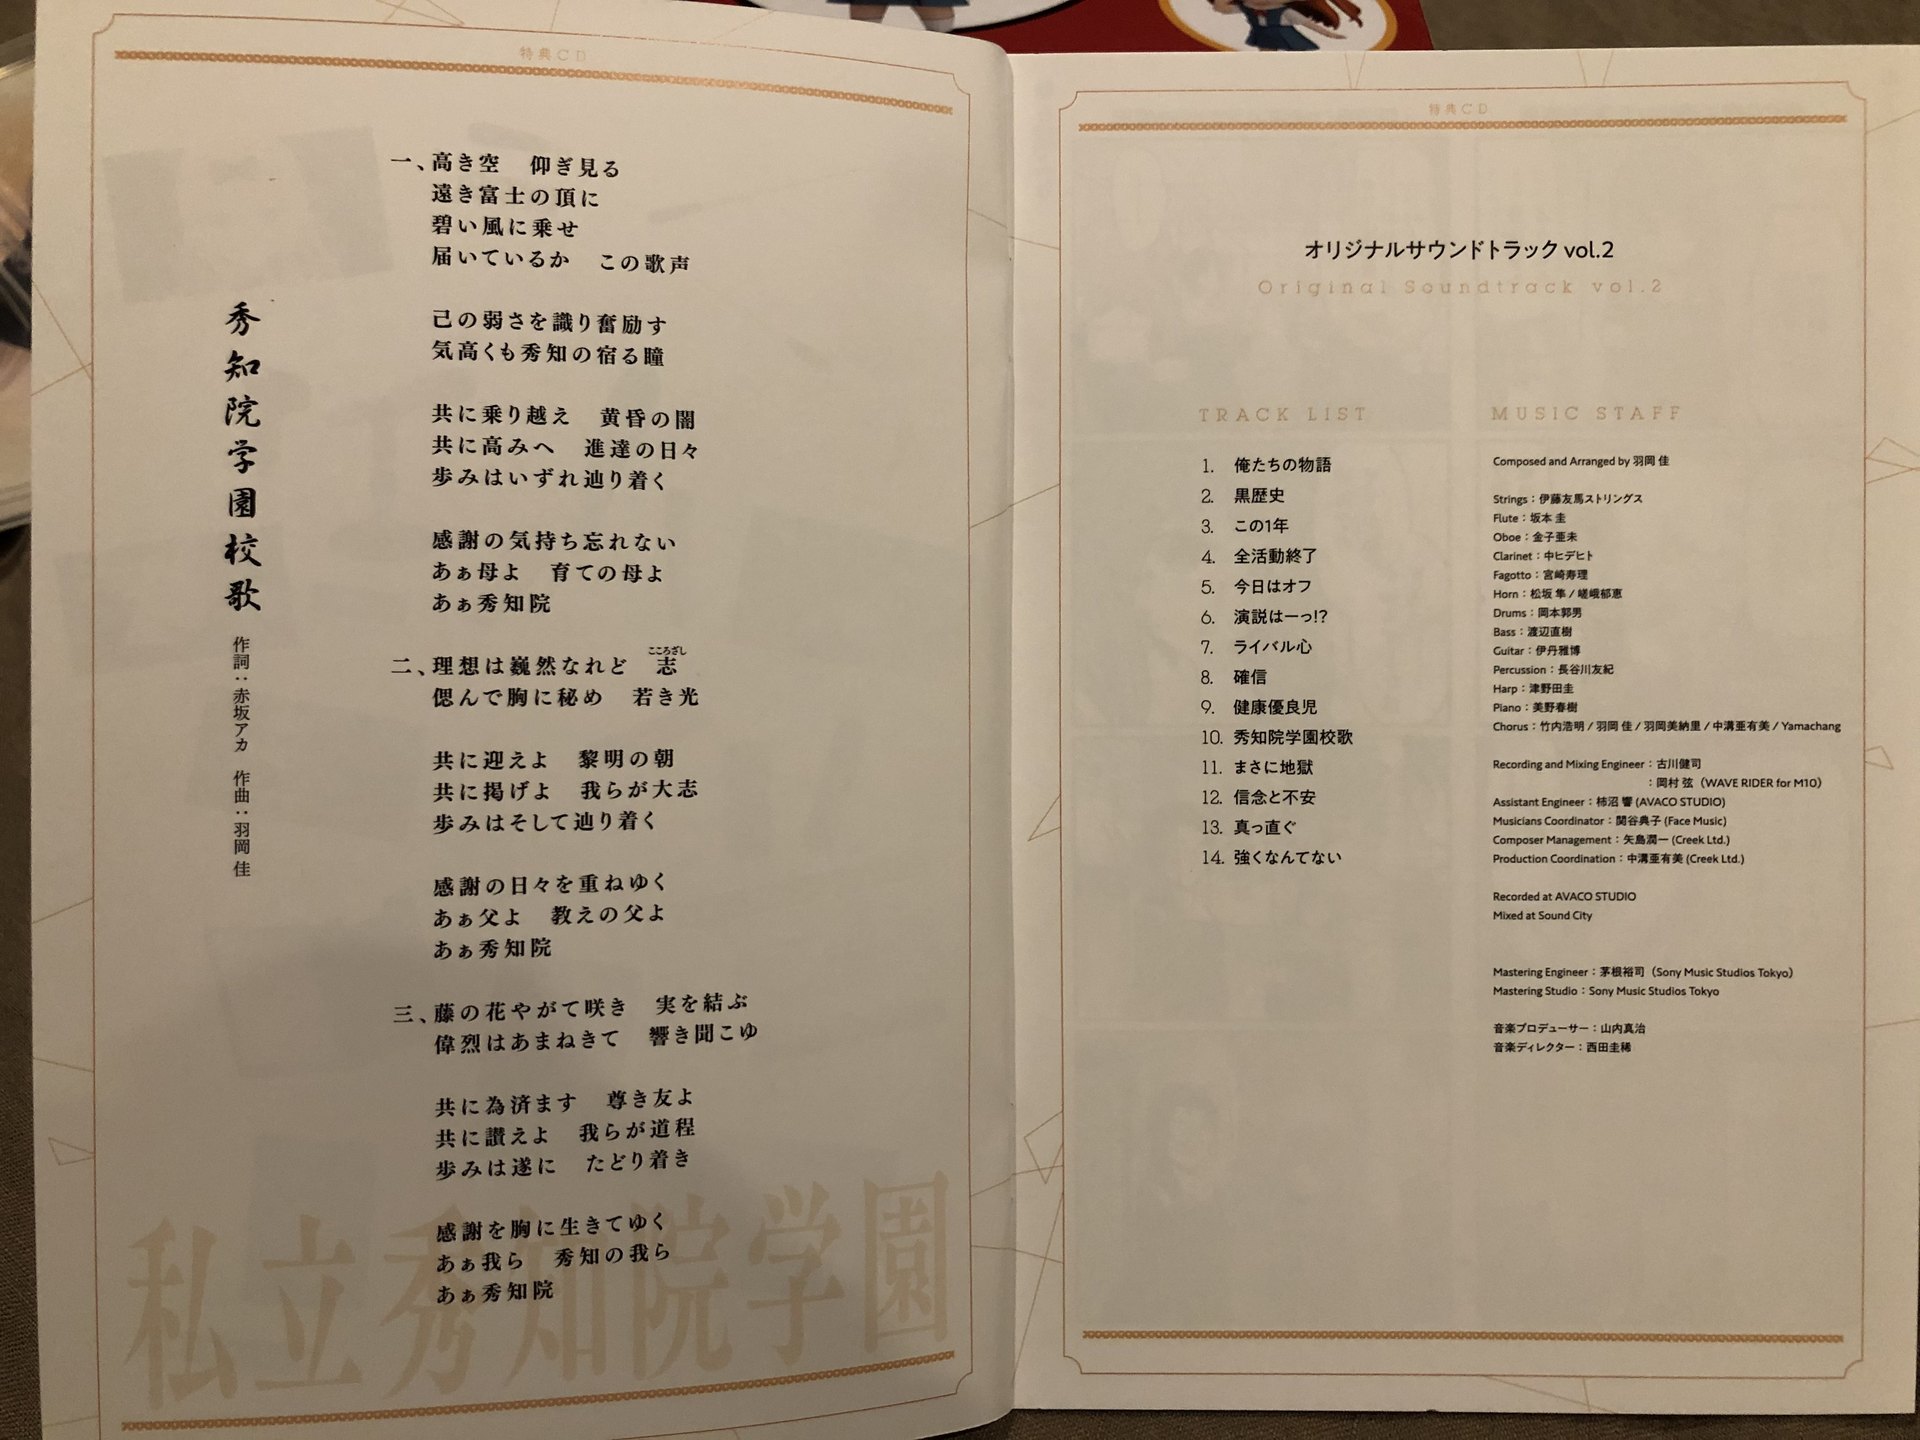 特典CD
秀知院学園校歌
作詞：赤坂アカ　作曲：羽岡 佳
一、高き空　仰ぎ見る
遠き富士の頂に
碧い風に乗せ
届いているか　この歌声
己の弱さを識り奮励す
気高くも秀知の宿る瞳
共に乗り越え　黄昏の闇
共に高みへ　進達の日々
歩みはいずれ辿り着く
感謝の気持ち忘れない
あぁ母よ　育ての母よ
あぁ秀知院
こころざし
二、理想は巍然なれど　志
偲んで胸に秘め　若き光
共に迎えよ　黎明の朝
共に掲げよ　我らが大志
歩みはそして辿り着く
感謝の日々を重ねゆく
あぁ父よ　教えの父よ
あぁ秀知院
三、藤の花やがて咲き　実を結ぶ
偉烈はあまねきて　響き聞こゆ
共に為済ます　尊き友よ
共に讃えよ　我らが道程
歩みは遂に　たどり着き
感謝を胸に生きてゆく
あぁ我ら　秀知の我ら
あぁ秀知院
私立秀知院学園
特典CD
オリジナルサウンドトラック vol.2
Original Soundtrack vol.2
TRACK LIST
1. 俺たちの物語
2. 黒歴史
3. この1年
4. 全活動終了
5. 今日はオフ
6. 演説はーっ!?
7. ライバル心
8. 確信
9. 健康優良児
10. 秀知院学園校歌
11. まさに地獄
12. 信念と不安
13. 真っ直ぐ
14. 強くなんてない
MUSIC STAFF
Composed and Arranged by 羽岡 佳
Strings：伊藤友馬ストリングス
Flute：坂本 圭
Oboe：金子亜未
Clarinet：中ヒデヒト
Fagotto：宮崎寿理
Horn：松坂 隼 / 嵯峨郁恵
Drums：岡本郭男
Bass：渡辺直樹
Guitar：伊丹雅博
Percussion：長谷川友紀
Harp：津野田圭
Piano：美野春樹
Chorus：竹内浩明 / 羽岡 佳 / 羽岡美納里 / 中溝亜有美 / Yamachang
Recording and Mixing Engineer：古川健司
：岡村 弦（WAVE RIDER for M10）
Assistant Engineer：柿沼 響 (AVACO STUDIO)
Musicians Coordinator：関谷典子 (Face Music)
Composer Management：矢島潤一 (Creek Ltd.)
Production Coordination：中溝亜有美 (Creek Ltd.)
Recorded at AVACO STUDIO
Mixed at Sound City
Mastering Engineer：茅根裕司（Sony Music Studios Tokyo）
Mastering Studio：Sony Music Studios Tokyo
音楽プロデューサー：山内真治
音楽ディレクター：西田圭稀